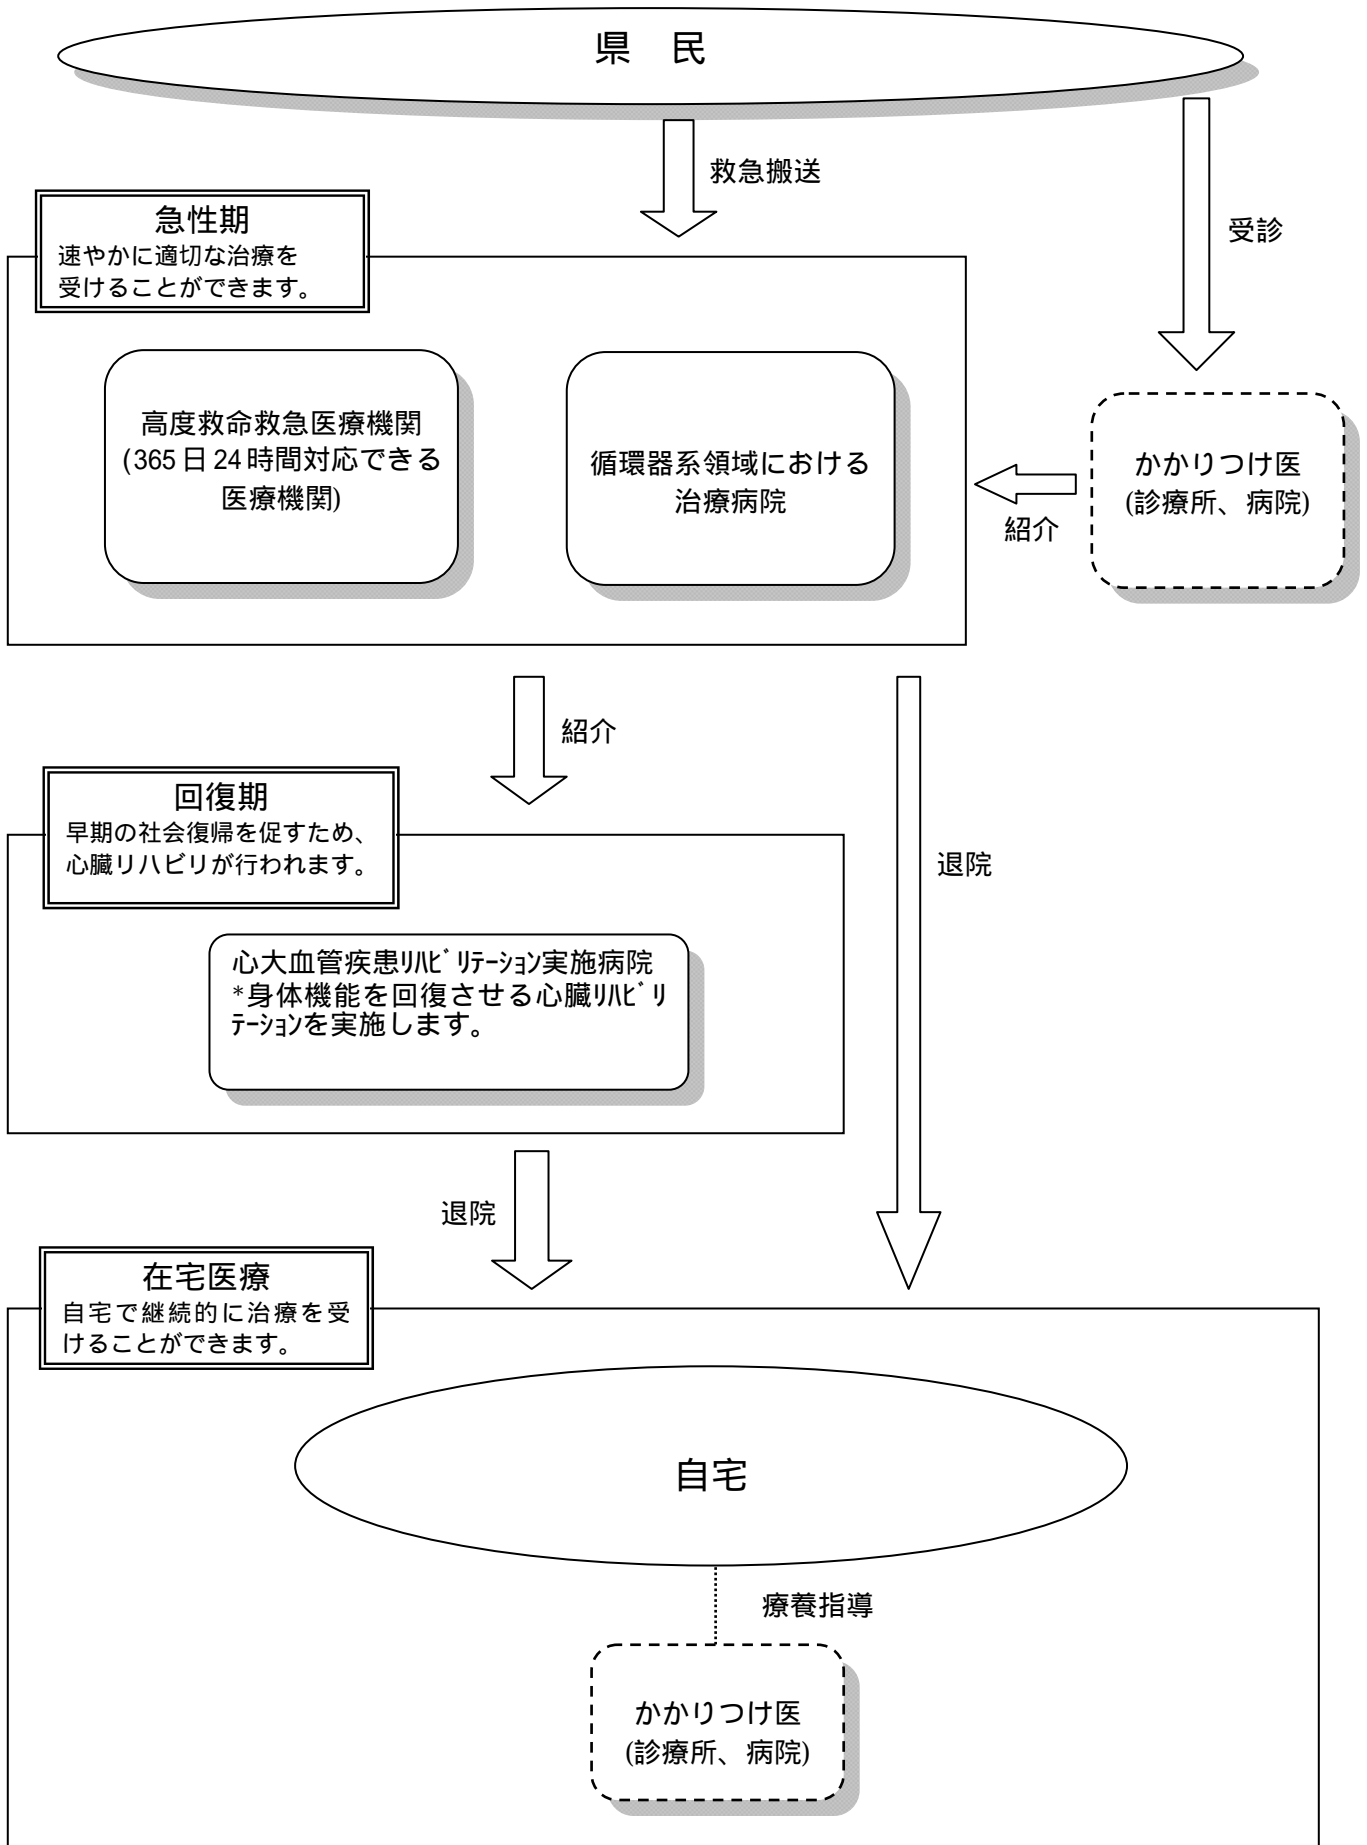 県　民
救急搬送
受診
急性期
速やかに適切な治療を
受けることができます。
高度救命救急医療機関
(365日24時間対応できる
医療機関)
循環器系領域における
治療病院
かかりつけ医
(診療所、病院)
紹介
紹介
回復期
早期の社会復帰を促すため、
心臓リハビリが行われます。
退院
心大血管疾患ﾘﾊﾋﾞﾘﾃｰｼｮﾝ実施病院
*身体機能を回復させる心臓ﾘﾊﾋﾞﾘ
ﾃｰｼｮﾝを実施します。
退院
在宅医療
自宅で継続的に治療を受
けることができます。
自宅
療養指導
かかりつけ医
(診療所、病院)